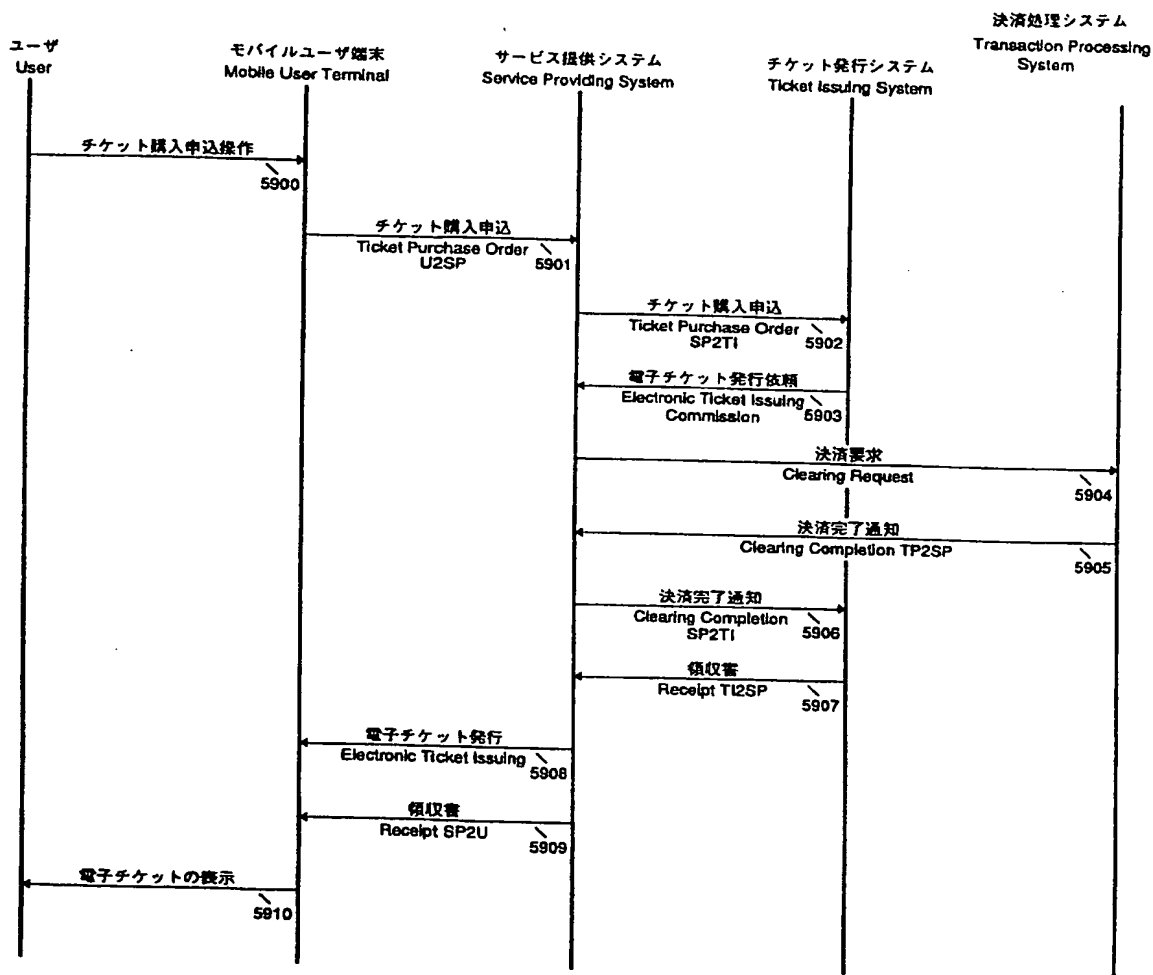 ユーザ
User
モバイルユーザ端末
Mobile User Terminal
サービス提供システム
Service Providing System
チケット発行システム
Ticket Issuing System
決済処理システム
Transaction Processing
System
チケット購入申込操作
5900
チケット購入申込
Ticket Purchase Order
U2SP
5901
チケット購入申込
Ticket Purchase Order
SP2TI
5902
電子チケット発行依頼
Electronic Ticket Issuing
Commission
5903
決済要求
Clearing Request
5904
決済完了通知
Clearing Completion TP2SP
5905
決済完了通知
Clearing Completion
SP2TI
5906
領収書
Receipt TI2SP
5907
電子チケット発行
Electronic Ticket Issuing
5908
領収書
Receipt SP2U
5909
電子チケットの表示
5910